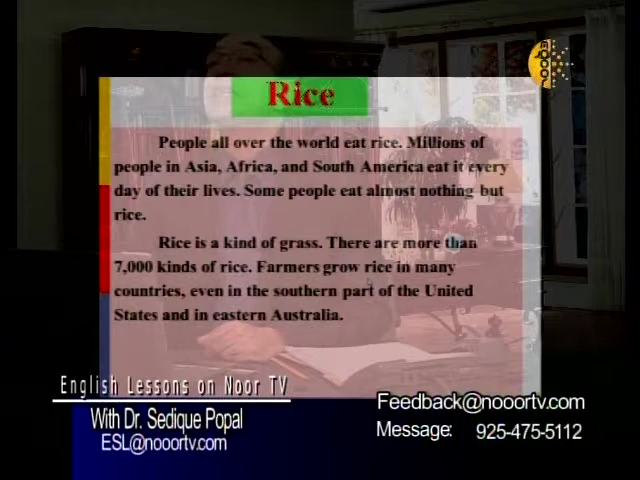 NOOR
Rice
People all over the world eat rice. Millions of
people in Asia, Africa, and South America eat it every
day of their lives. Some people eat almost nothing but
rice.
Rice is a kind of grass. There are more than
7,000 kinds of rice. Farmers grow rice in many
countries, even in the southern part of the United
States and in eastern Australia.
English Lessons on Noor TV
With Dr. Sedique Popal
ESL@nooortv.com
Feedback@nooortv.com
Message: 925-475-5112